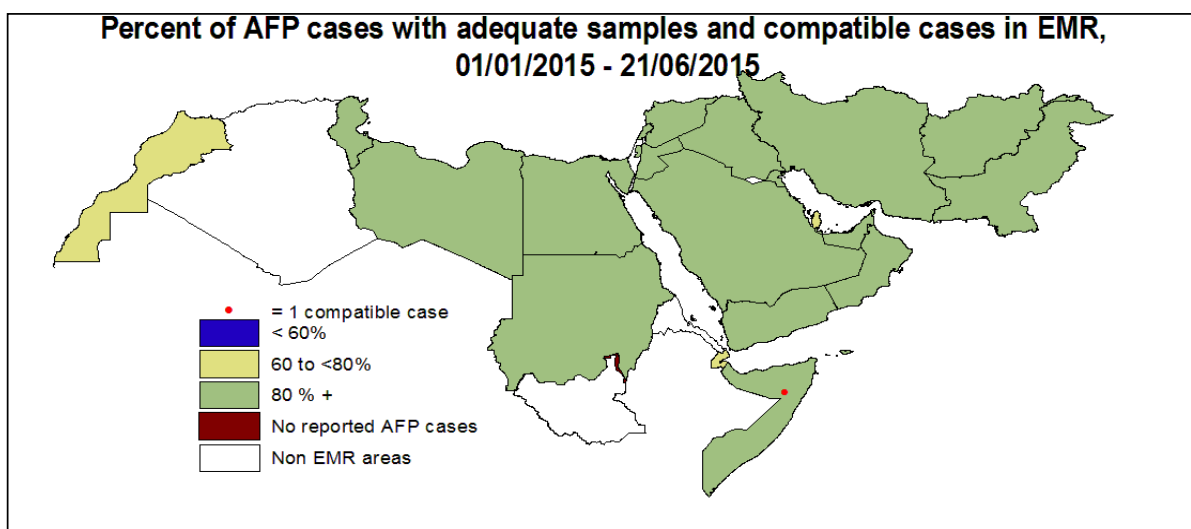 Percent of AFP cases with adequate samples and compatible cases in EMR,
01/01/2015 - 21/06/2015
= 1 compatible case
< 60%
60 to <80%
80 % +
No reported AFP cases
Non EMR areas